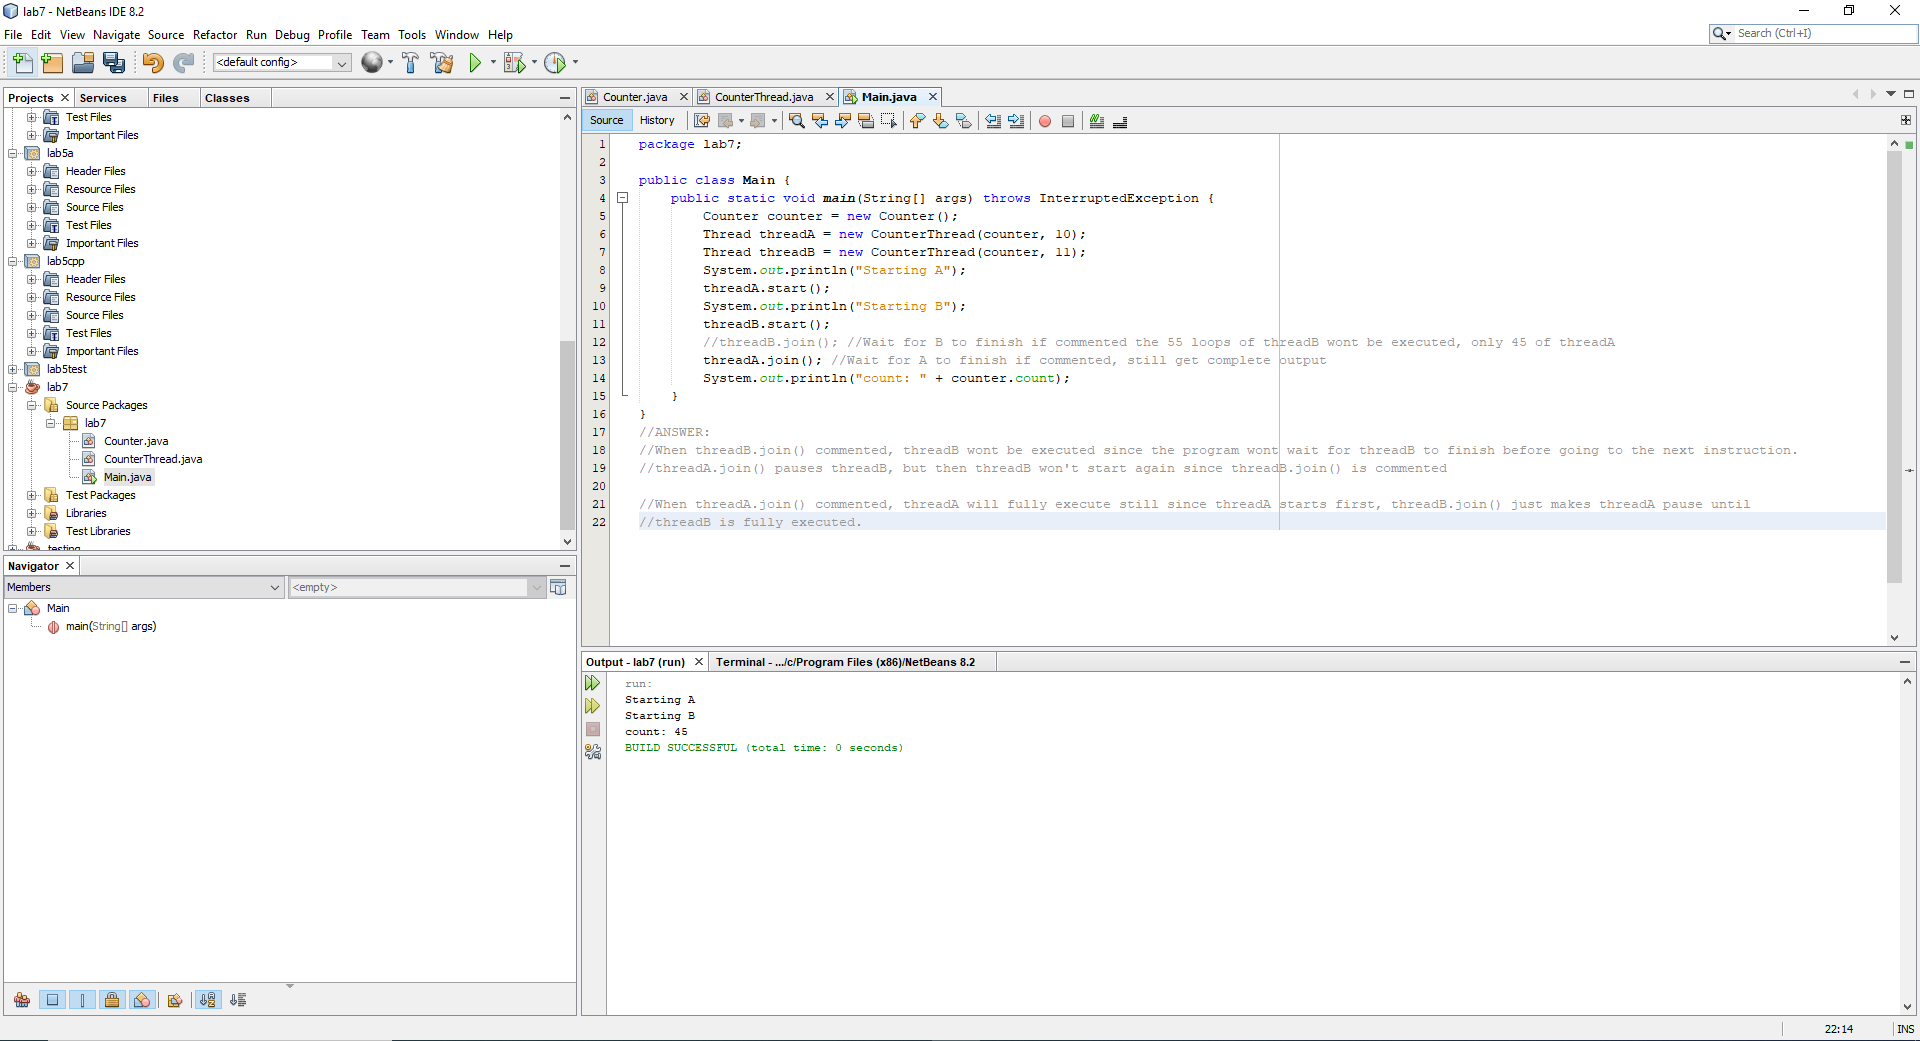 lab7 - NetBeans IDE 8.2
File Edit View Navigate Source Refactor Run Debug Profile Team Tools Window Help
Search (Ctrl+I)
<default config>
Projects Services Files Classes
Test Files
Important Files
lab5a
Header Files
Resource Files
Source Files
Test Files
Important Files
lab5cpp
Header Files
Resource Files
Source Files
Test Files
Important Files
lab5test
lab7
Source Packages
lab7
Counter.java
CounterThread.java
Main.java
Test Packages
Libraries
Test Libraries
testing
Navigator
Members
<empty>
Main
main(String[] args)
Counter.java CounterThread.java Main.java
Source History
1 package lab7;
2
3 public class Main {
4 public static void main(String[] args) throws InterruptedException {
5 Counter counter = new Counter();
6 Thread threadA = new CounterThread(counter, 10);
7 Thread threadB = new CounterThread(counter, 11);
8 System.out.println("Starting A");
9 threadA.start();
10 System.out.println("Starting B");
11 threadB.start();
12 //threadB.join(); //Wait for B to finish if commented the 55 loops of threadB wont be executed, only 45 of threadA
13 threadA.join(); //Wait for A to finish if commented, still get complete output
14 System.out.println("count: " + counter.count);
15 }
16 }
17 //ANSWER:
18 //When threadB.join() commented, threadB wont be executed since the program wont wait for threadB to finish before going to the next instruction.
19 //threadA.join() pauses threadB, but then threadB won't start again since threadB.join() is commented
20
21 //When threadA.join() commented, threadA will fully execute still since threadA starts first, threadB.join() just makes threadA pause until
22 //threadB is fully executed.
Output - lab7 (run) Terminal - .../c/Program Files (x86)/NetBeans 8.2
run:
Starting A
Starting B
count: 45
BUILD SUCCESSFUL (total time: 0 seconds)
22:14 INS